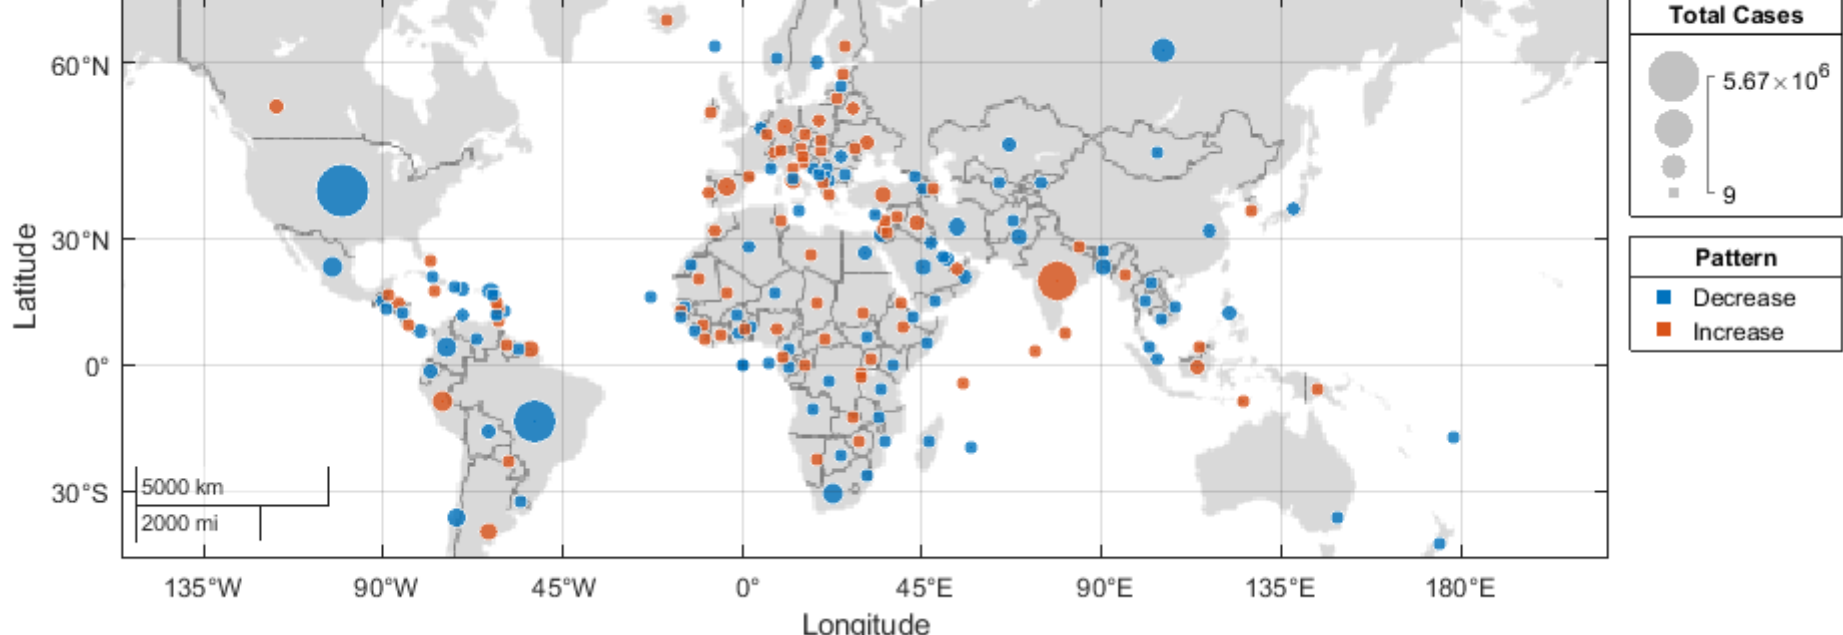 Latitude
60°N
30°N
0°
30°S
5000 km
2000 mi
135°W
90°W
45°W
0°
45°E
90°E
135°E
180°E
Longitude
Total Cases
5.67×10⁶
9
Pattern
Decrease
Increase